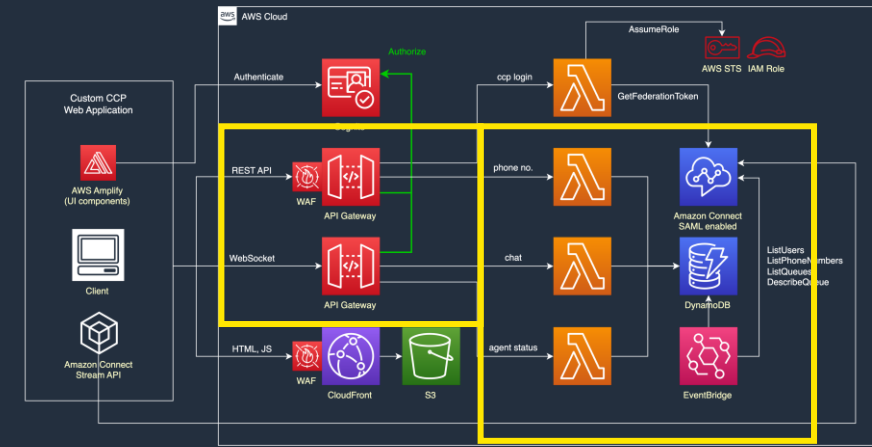 aws
AWS Cloud
AssumeRole
AWS STS
IAM Role
Authorize
Authenticate
ccp login
GetFederationToken
Custom CCP
Web Application
REST API
WAF
API Gateway
phone no.
AWS Amplify
(UI components)
Amazon Connect
SAML enabled
WebSocket
API Gateway
chat
ListUsers
ListPhoneNumbers
ListQueues
DescribeQueue
Client
DynamoDB
HTML, JS
WAF
CloudFront
S3
agent status
EventBridge
Amazon Connect
Stream API